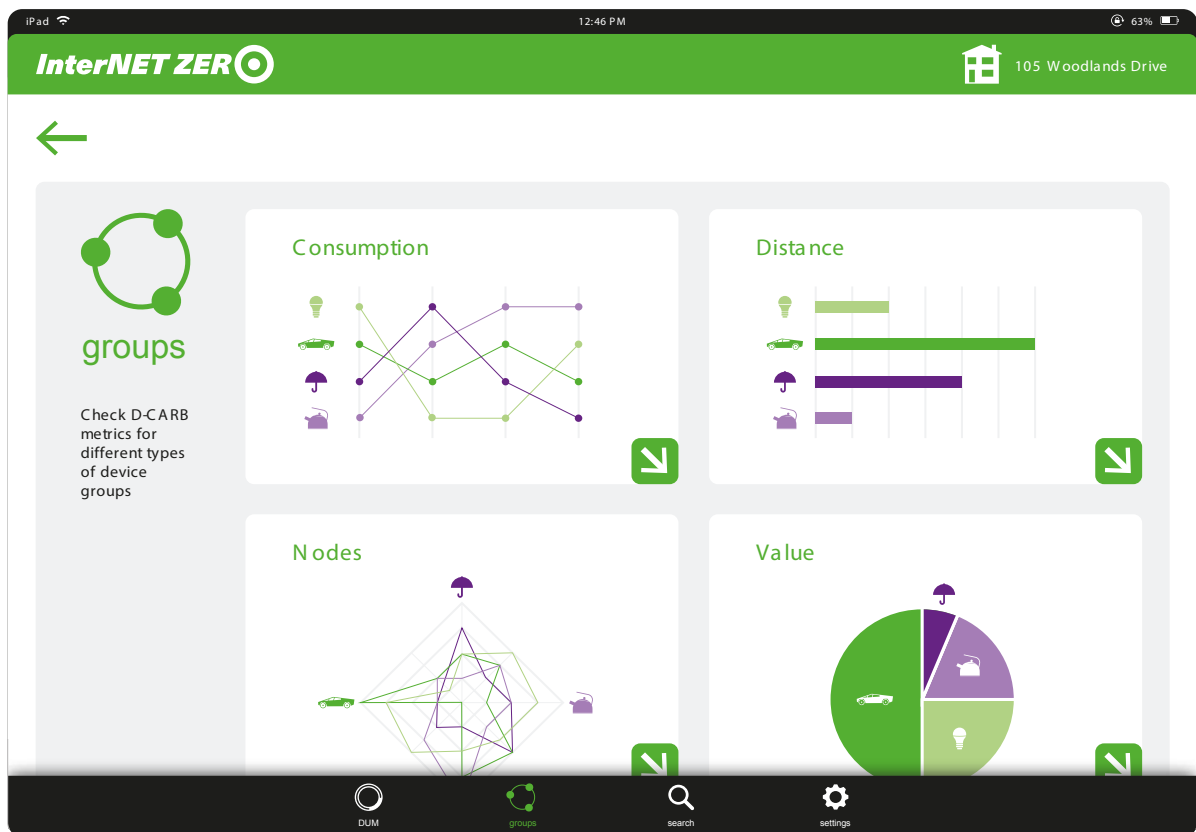 iPad 12:46 PM 63%
InterNET ZERO
105 Woodlands Drive
groups
Check D-CARB
metrics for
different types
of device
groups
Consumption
Distance
Nodes
Value
DUM groups search settings